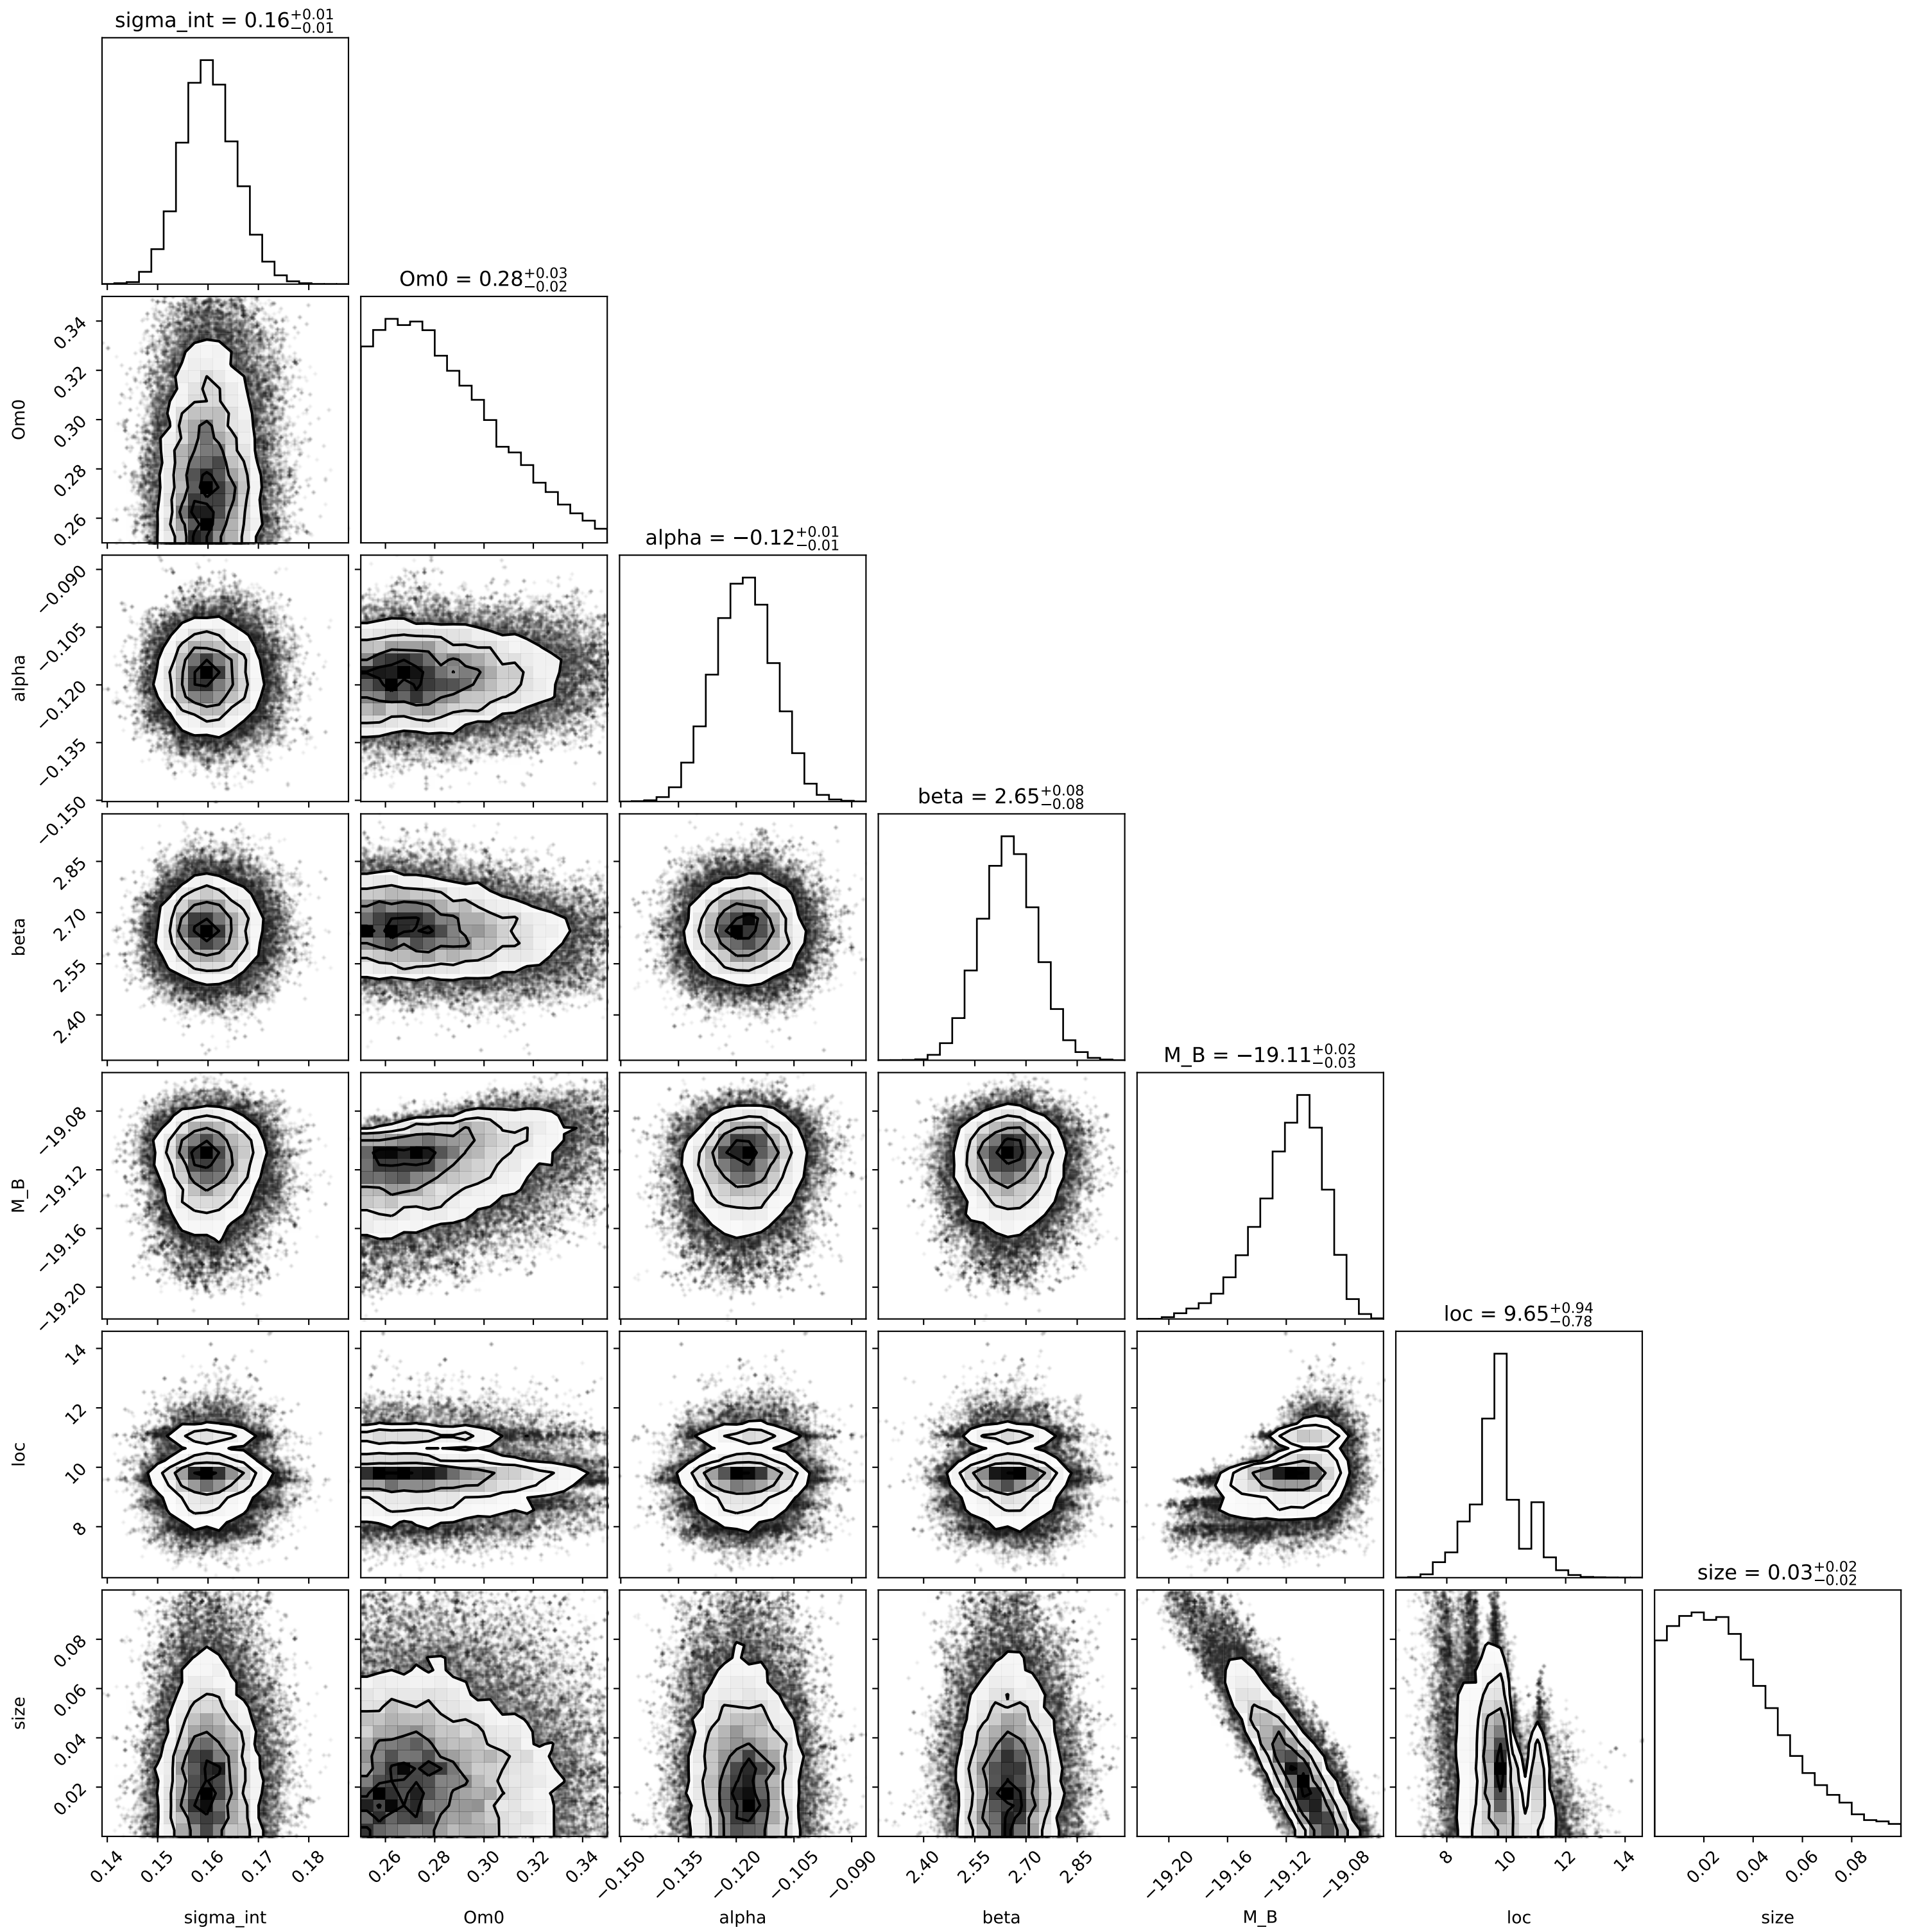 sigma_int = 0.16 +0.01 −0.01
Om0 = 0.28 +0.03 −0.02
0.34
0.32
0.30
0.28
0.26
Om0
alpha = −0.12 +0.01 −0.01
−0.090
−0.105
−0.120
−0.135
−0.150
alpha
beta = 2.65 +0.08 −0.08
2.85
2.70
2.55
2.40
beta
M_B = −19.11 +0.02 −0.03
−19.08
−19.12
−19.16
−19.20
M_B
loc = 9.65 +0.94 −0.78
14
12
10
8
loc
size = 0.03 +0.02 −0.02
0.08
0.06
0.04
0.02
size
0.14 0.15 0.16 0.17 0.18 0.26 0.28 0.30 0.32 0.34 −0.150 −0.135 −0.120 −0.105 −0.090 2.40 2.55 2.70 2.85 −19.20 −19.16 −19.12 −19.08 8 10 12 14 0.02 0.04 0.06 0.08
sigma_int Om0 alpha beta M_B loc size